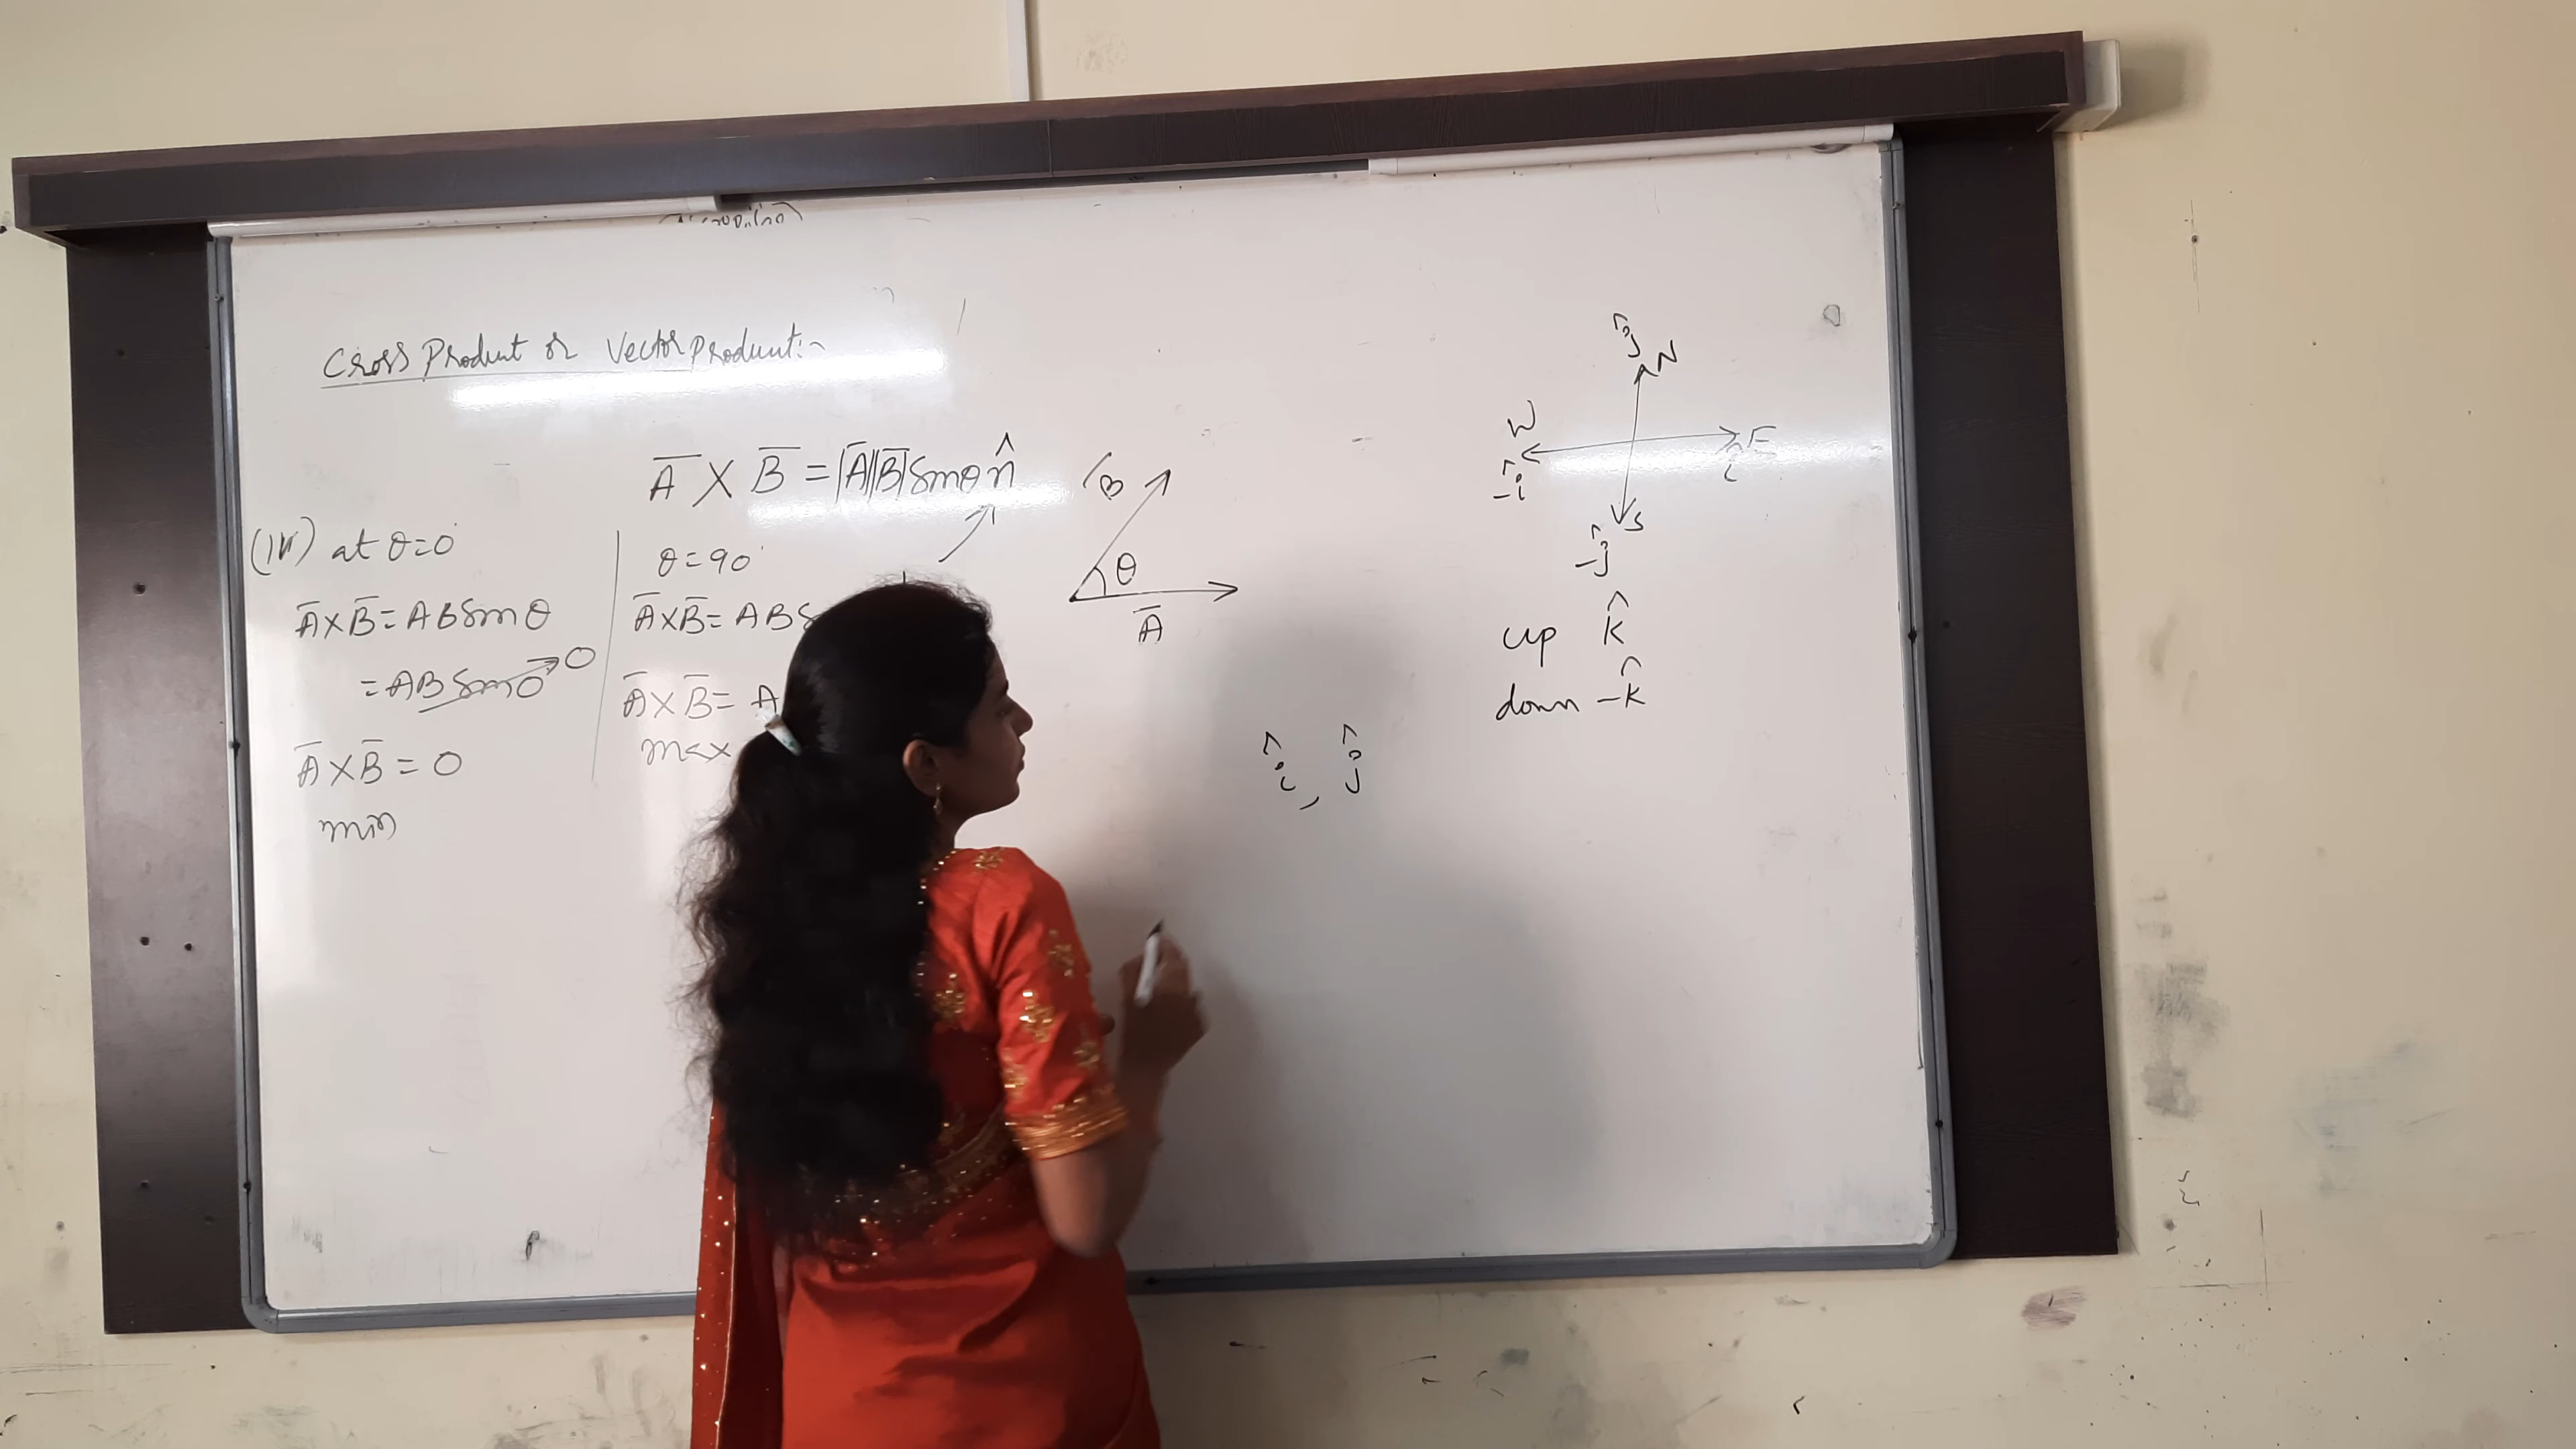 Cross Product or Vector Product:-
A̅ X B̅ = |A̅||B̅| sinθ n̂
(iv) at θ=0°
A̅ X B̅ = AB sinθ
= AB sin0 → 0
A̅ X B̅ = 0
min
θ = 90°
A̅ X B̅ = AB
A̅ X B̅ = A
max
B
θ
A̅
ĵ
N
W
E
-î
î
S
-ĵ
up k̂
down -k̂
î , ĵ